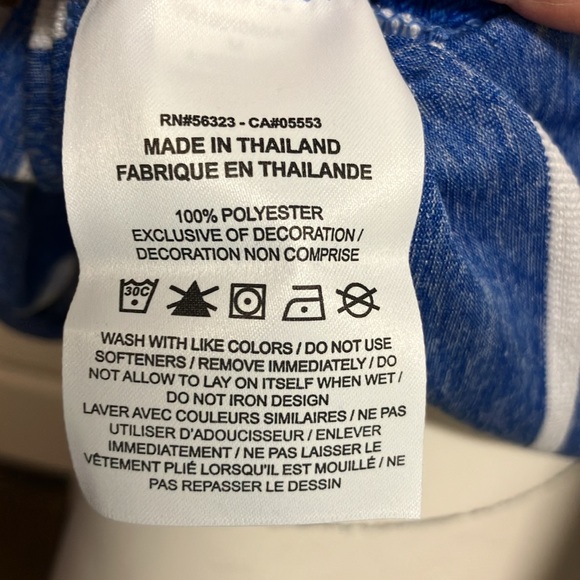 RN#56323 - CA#05553
MADE IN THAILAND
FABRIQUE EN THAILANDE
100% POLYESTER
EXCLUSIVE OF DECORATION /
DECORATION NON COMPRISE
30C
WASH WITH LIKE COLORS / DO NOT USE
SOFTENERS / REMOVE IMMEDIATELY / DO
NOT ALLOW TO LAY ON ITSELF WHEN WET /
DO NOT IRON DESIGN
LAVER AVEC COULEURS SIMILAIRES / NE PAS
UTILISER D'ADOUCISSEUR / ENLEVER
IMMEDIATEMENT / NE PAS LAISSER LE
VÊTEMENT PLIÉ LORSQU'IL EST MOUILLÉ / NE
PAS REPASSER LE DESSIN